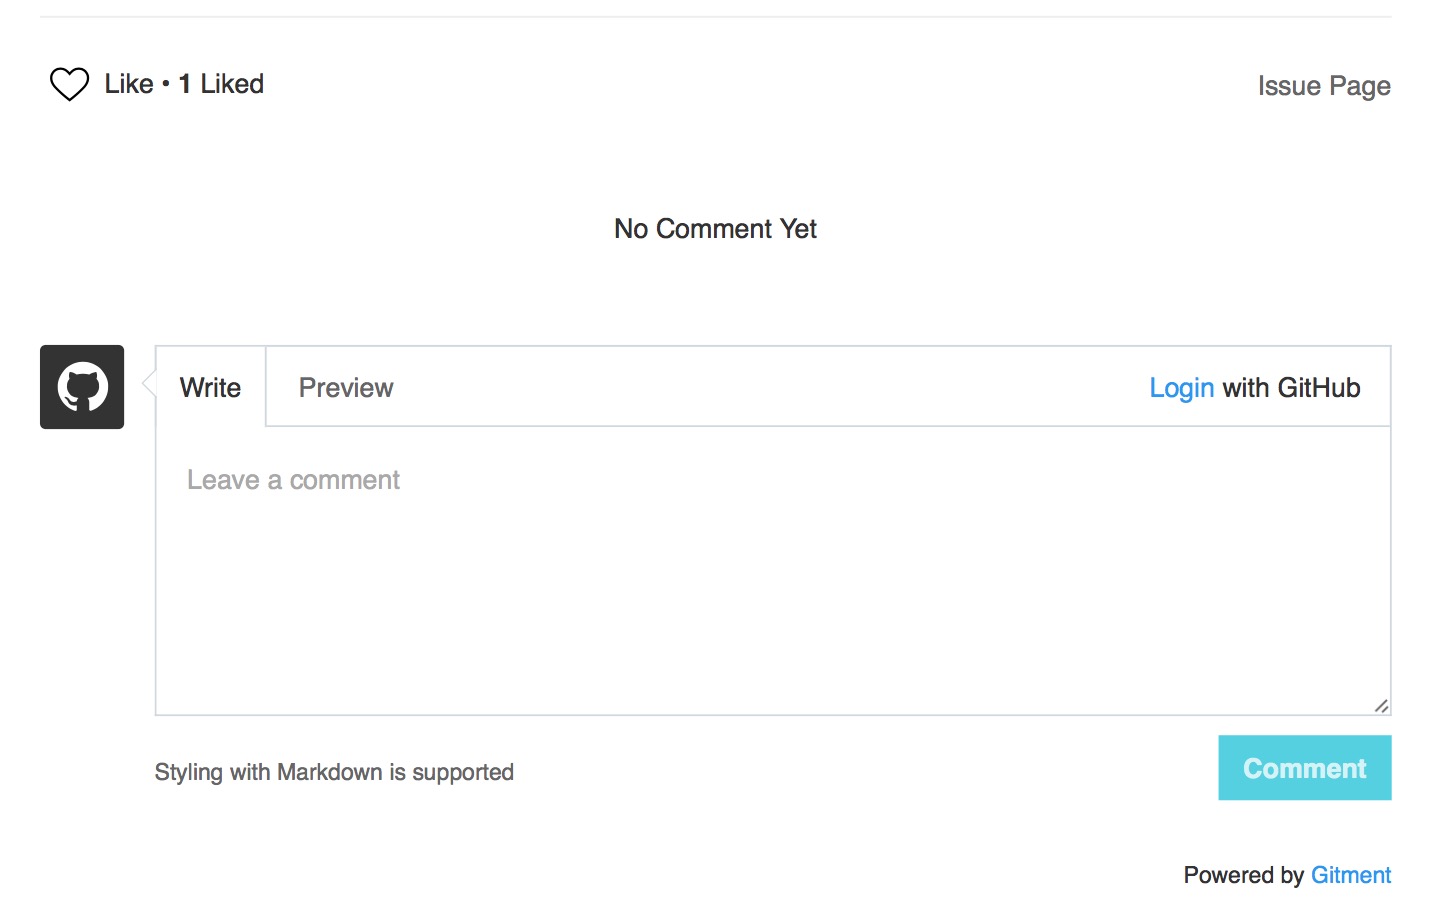 Like • 1 Liked
Issue Page
No Comment Yet
Write
Preview
Login with GitHub
Leave a comment
Styling with Markdown is supported
Comment
Powered by Gitment